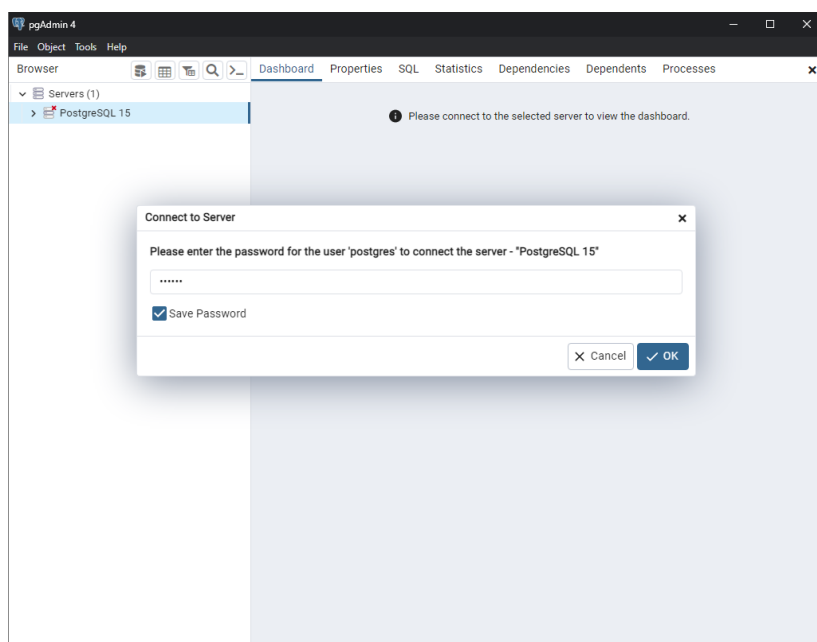 pgAdmin 4
File Object Tools Help
Browser
Dashboard Properties SQL Statistics Dependencies Dependents Processes
Servers (1)
PostgreSQL 15
Please connect to the selected server to view the dashboard.
Connect to Server
Please enter the password for the user 'postgres' to connect the server - "PostgreSQL 15"
••••••
Save Password
Cancel
OK